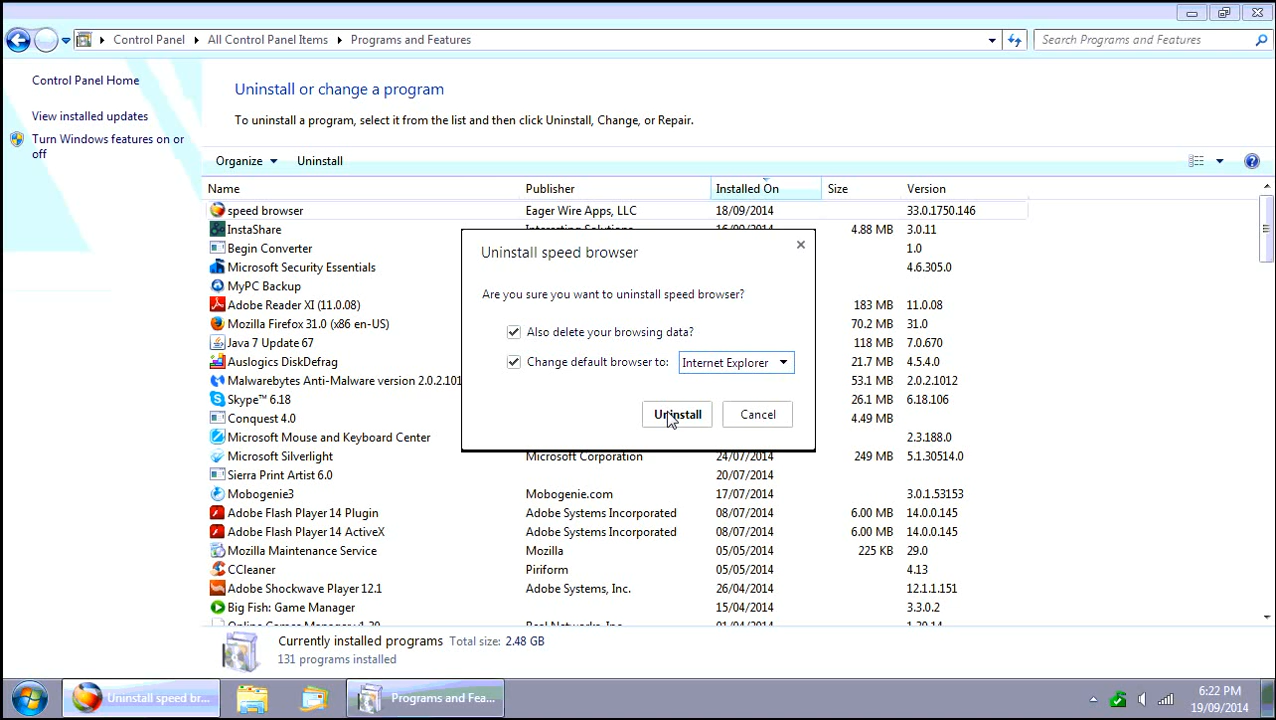 Control Panel ▸ All Control Panel Items ▸ Programs and Features
Search Programs and Features
Control Panel Home
View installed updates
Turn Windows features on or
off
Uninstall or change a program
To uninstall a program, select it from the list and then click Uninstall, Change, or Repair.
Organize Uninstall
Name Publisher Installed On Size Version
speed browser Eager Wire Apps, LLC 18/09/2014 33.0.1750.146
InstaShare 4.88 MB 3.0.11
Begin Converter 1.0
Microsoft Security Essentials 4.6.305.0
MyPC Backup
Adobe Reader XI (11.0.08) 183 MB 11.0.08
Mozilla Firefox 31.0 (x86 en-US) 70.2 MB 31.0
Java 7 Update 67 118 MB 7.0.670
Auslogics DiskDefrag 21.7 MB 4.5.4.0
Malwarebytes Anti-Malware version 2.0.2.101 53.1 MB 2.0.2.1012
Skype™ 6.18 26.1 MB 6.18.106
Conquest 4.0 4.49 MB
Microsoft Mouse and Keyboard Center 2.3.188.0
Microsoft Silverlight Microsoft Corporation 24/07/2014 249 MB 5.1.30514.0
Sierra Print Artist 6.0 20/07/2014
Mobogenie3 Mobogenie.com 17/07/2014 3.0.1.53153
Adobe Flash Player 14 Plugin Adobe Systems Incorporated 08/07/2014 6.00 MB 14.0.0.145
Adobe Flash Player 14 ActiveX Adobe Systems Incorporated 08/07/2014 6.00 MB 14.0.0.145
Mozilla Maintenance Service Mozilla 05/05/2014 225 KB 29.0
CCleaner Piriform 30/04/2014 4.13
Adobe Shockwave Player 12.1 Adobe Systems, Inc. 26/04/2014 12.1.1.151
Big Fish: Game Manager 15/04/2014 3.3.0.2
Uninstall speed browser
Are you sure you want to uninstall speed browser?
Also delete your browsing data?
Change default browser to: Internet Explorer
Uninstall Cancel
Currently installed programs Total size: 2.48 GB
131 programs installed
Uninstall speed br...
Programs and Fea...
6:22 PM
19/09/2014